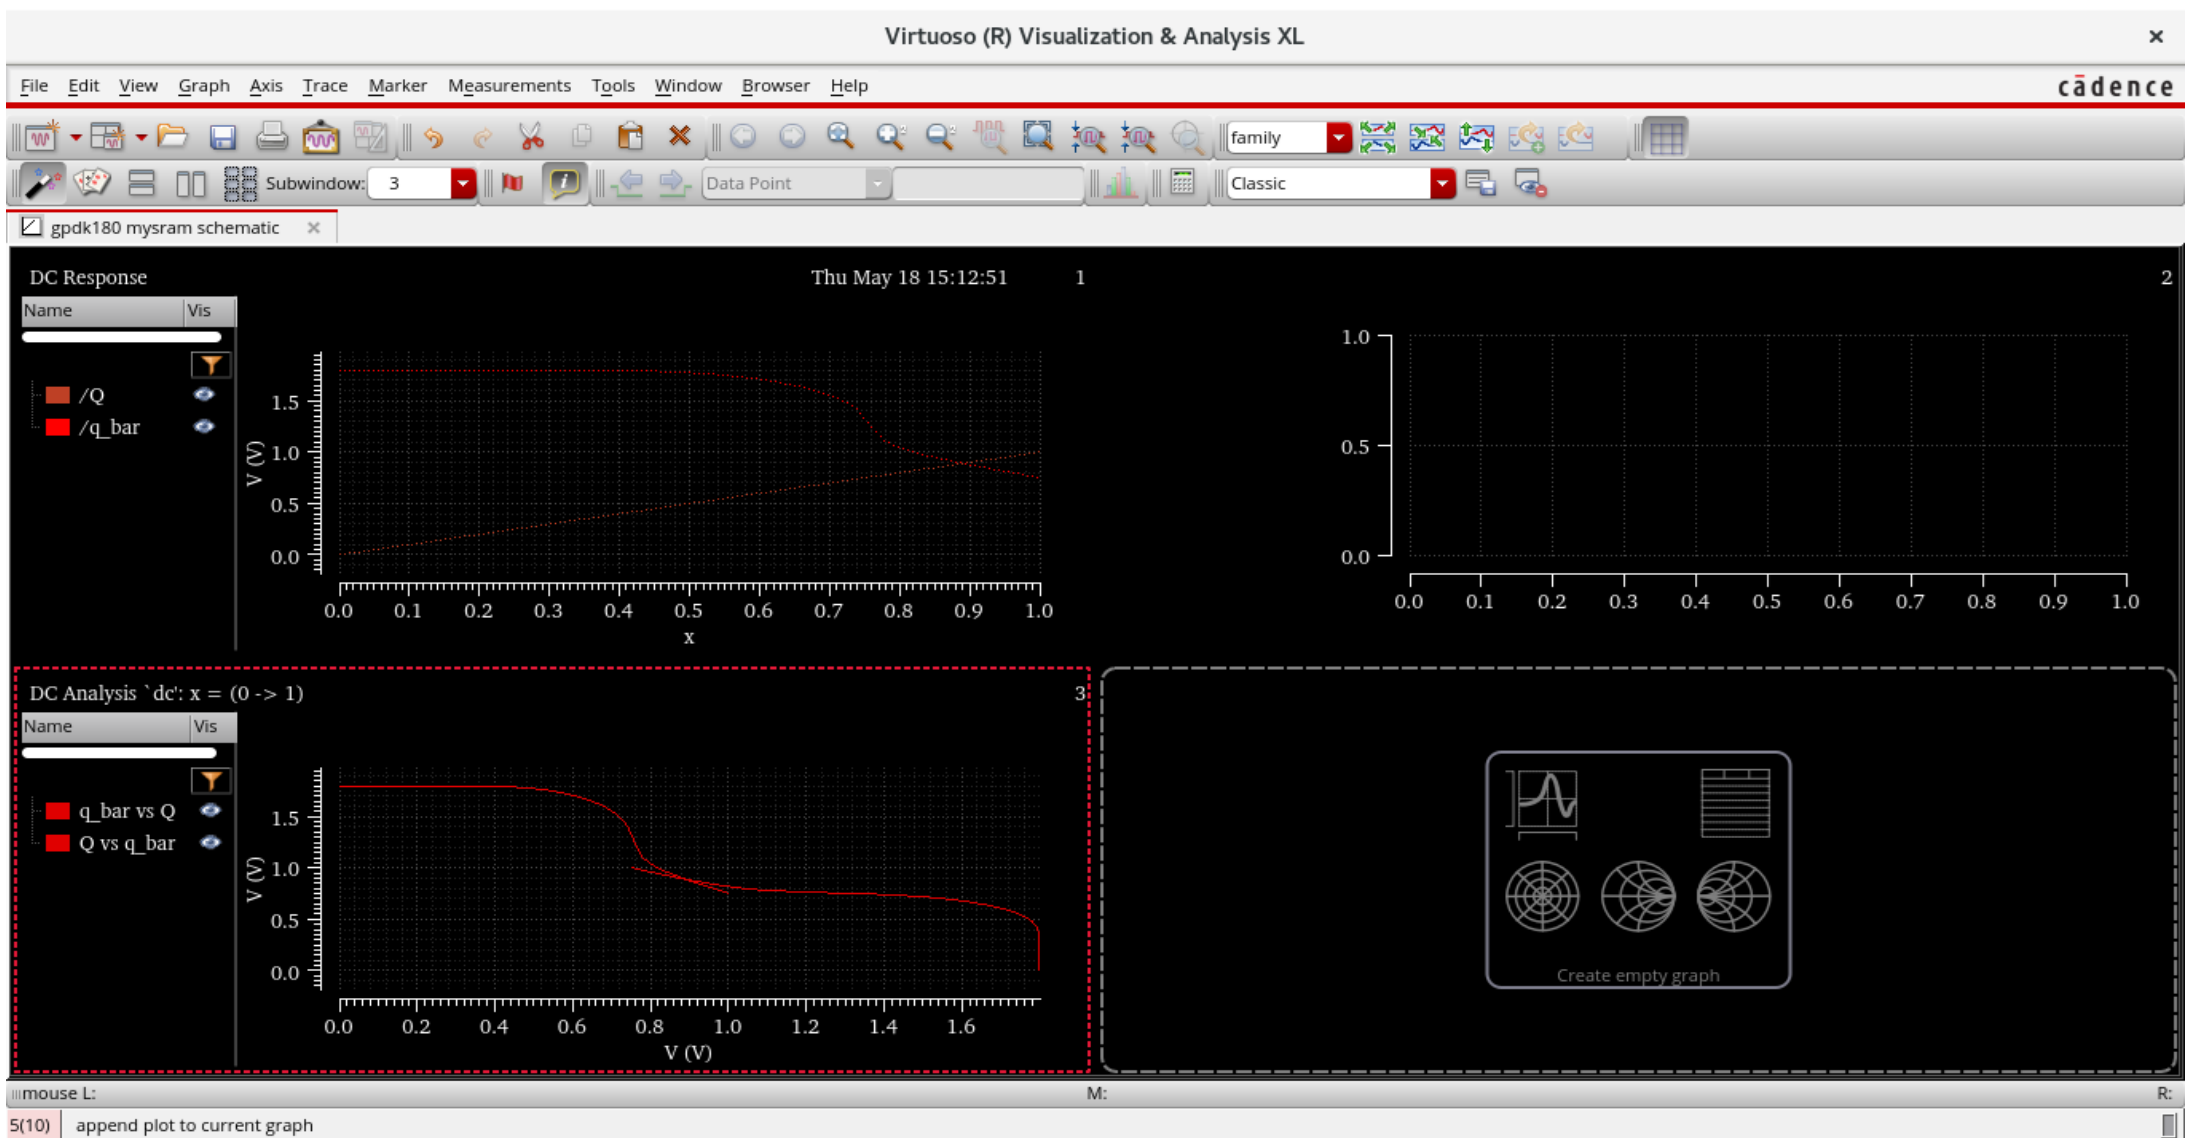 Virtuoso (R) Visualization & Analysis XL
×
File Edit View Graph Axis Trace Marker Measurements Tools Window Browser Help
cādence
family
Subwindow: 3
Data Point
Classic
gpdk180 mysram schematic
DC Response
Thu May 18 15:12:51
1
Name Vis
/Q
/q_bar
V (V)
1.5
1.0
0.5
0.0
0.0 0.1 0.2 0.3 0.4 0.5 0.6 0.7 0.8 0.9 1.0
x
2
1.0
0.5
0.0
0.0 0.1 0.2 0.3 0.4 0.5 0.6 0.7 0.8 0.9 1.0
DC Analysis `dc': x = (0 -> 1)
3
Name Vis
q_bar vs Q
Q vs q_bar
V (V)
1.5
1.0
0.5
0.0
0.0 0.2 0.4 0.6 0.8 1.0 1.2 1.4 1.6
V (V)
Create empty graph
mouse L: M: R:
5(10) append plot to current graph